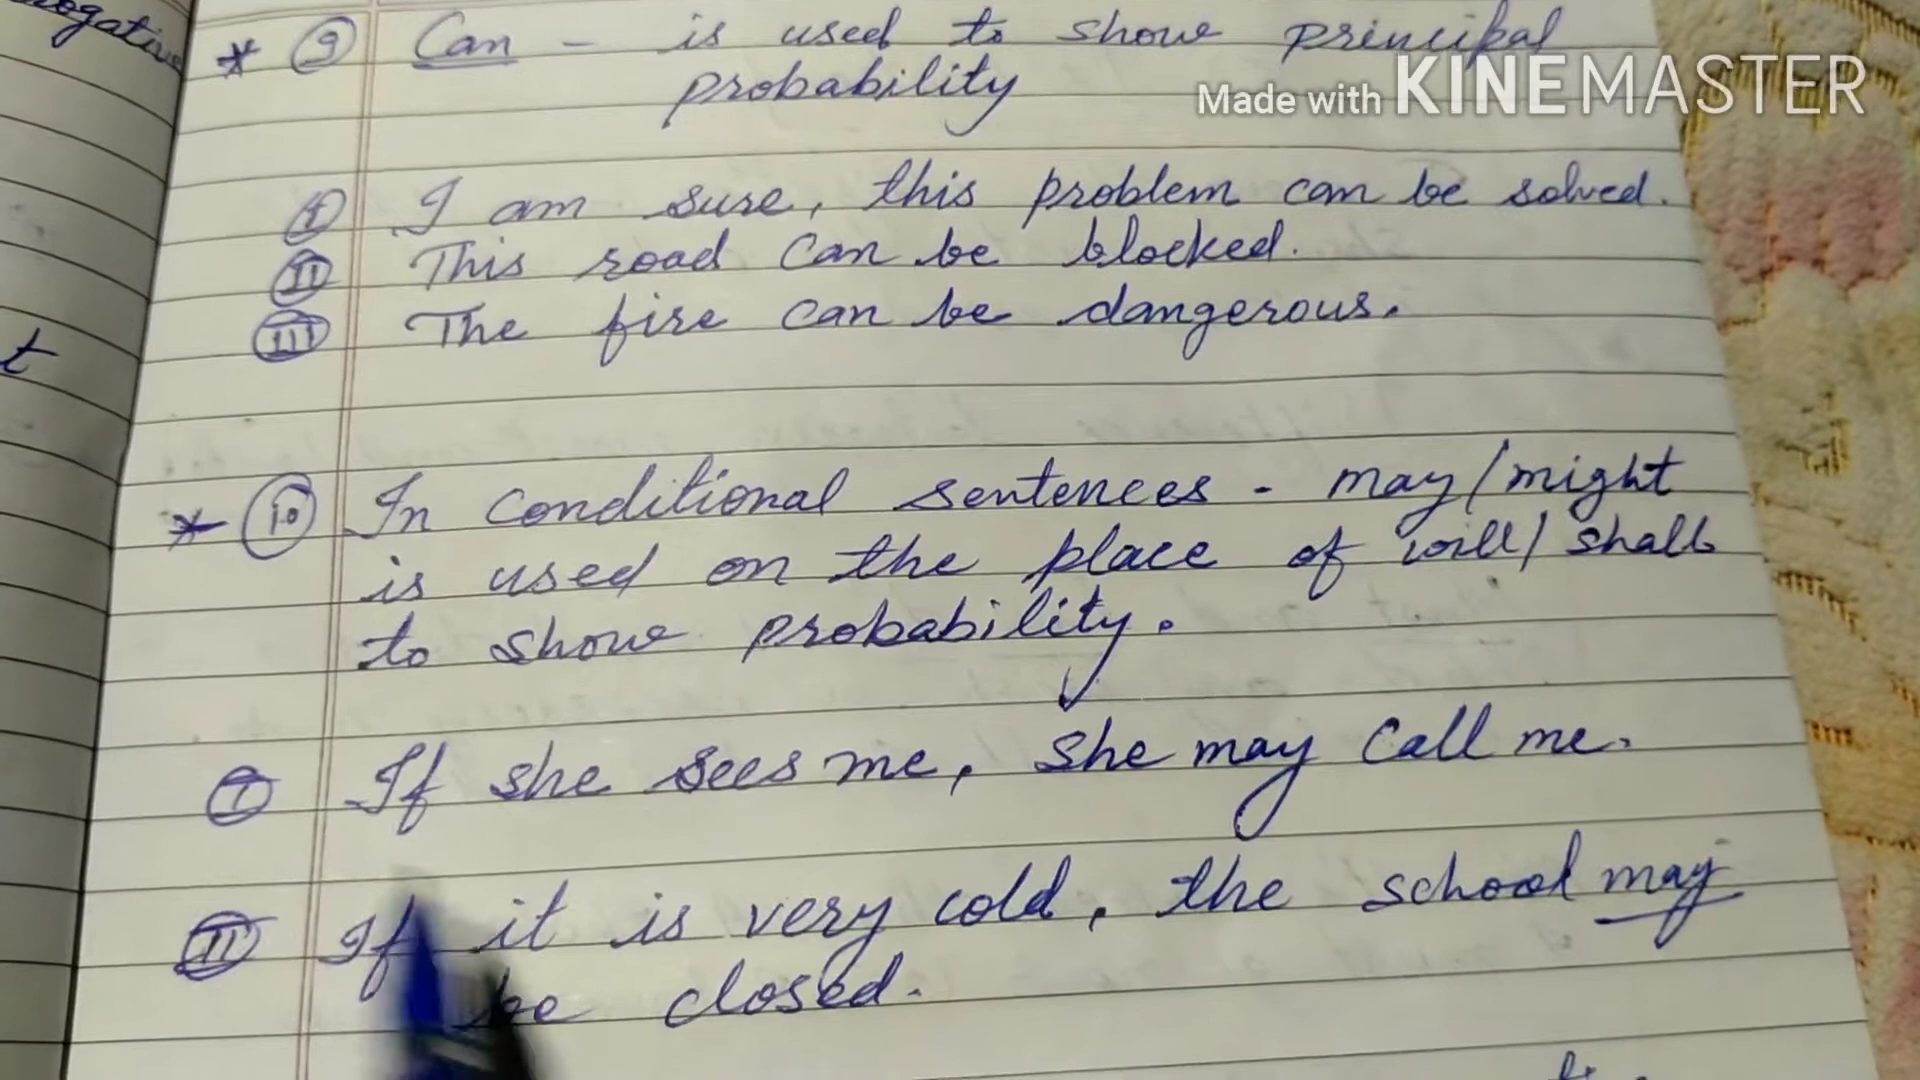 ogative
t
* 9 Can - is used to show principal
probability
Made with KINEMASTER
I I am sure, this problem can be solved.
II This road can be blocked.
III The fire can be dangerous.
* 10 In conditional sentences - may/might
is used on the place of will/shall
to show probability.
I If she sees me, she may call me.
II If it is very cold, the school may
be closed.